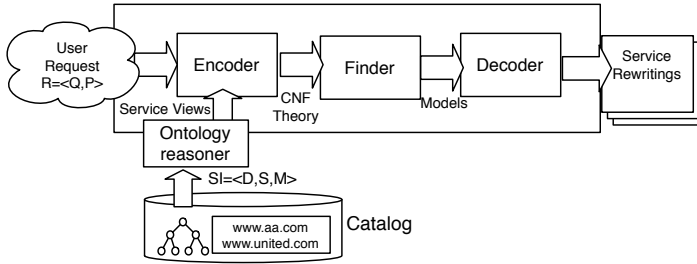 User
Request
R=<Q,P>
Encoder
Finder
Decoder
Service
Rewritings
Service Views
CNF
Theory
Models
Ontology
reasoner
SI=<D,S,M>
www.aa.com
www.united.com
Catalog